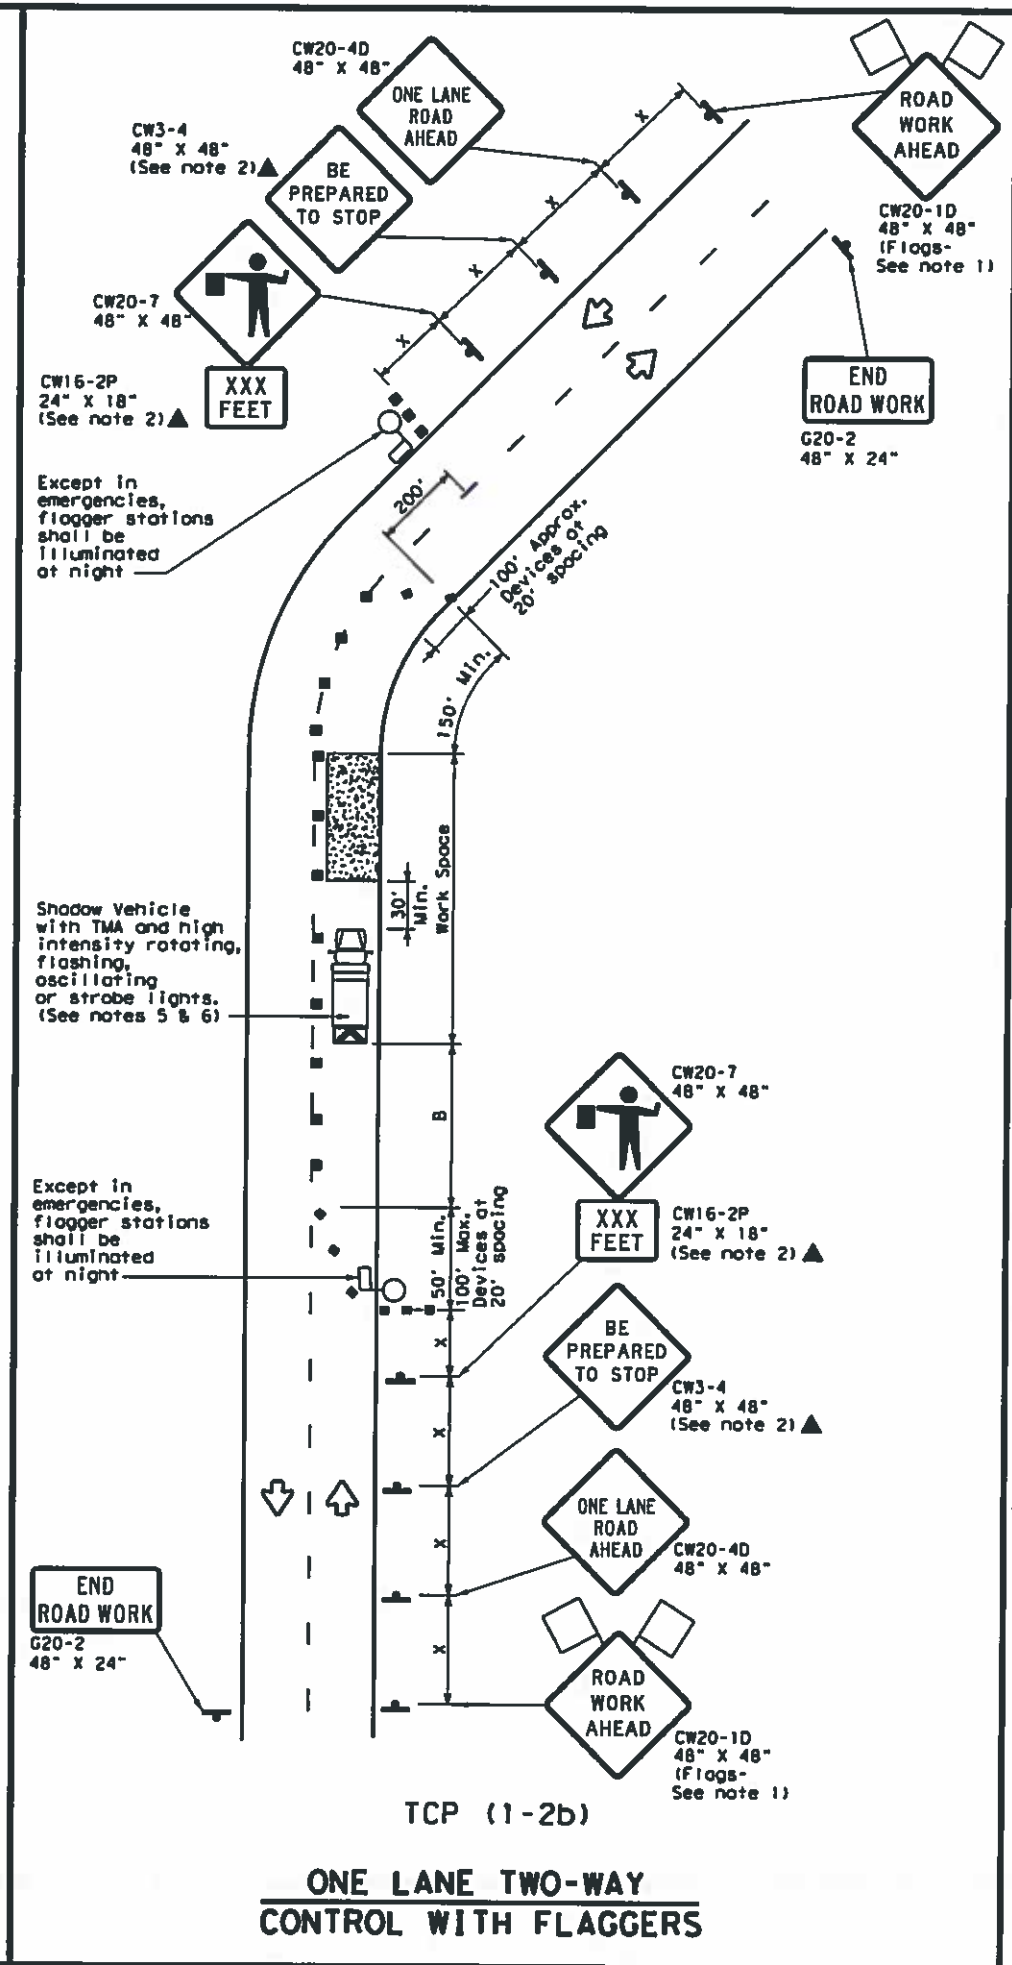 CW20-4D
48" X 48"
ONE LANE
ROAD
AHEAD
CW3-4
48" X 48"
(See note 2)
BE
PREPARED
TO STOP
ROAD
WORK
AHEAD
CW20-1D
48" X 48"
(Flags-
See note 1)
X
X
X
X
CW20-7
48" X 48"
CW16-2P
24" X 18"
(See note 2)
XXX
FEET
END
ROAD WORK
G20-2
48" X 24"
Except in
emergencies,
flagger stations
shall be
illuminated
at night
200'
100' Approx.
Devices at
20' spacing
150' Min.
Work Space
30'
Min.
Shadow Vehicle
with TMA and high
intensity rotating,
flashing,
oscillating
or strobe lights.
(See notes 5 & 6)
B
CW20-7
48" X 48"
XXX
FEET
CW16-2P
24" X 18"
(See note 2)
Except in
emergencies,
flagger stations
shall be
illuminated
at night
50' Min.
100' Max.
Devices at
20' spacing
X
BE
PREPARED
TO STOP
CW3-4
48" X 48"
(See note 2)
X
ONE LANE
ROAD
AHEAD
CW20-4D
48" X 48"
X
END
ROAD WORK
G20-2
48" X 24"
X
ROAD
WORK
AHEAD
CW20-1D
48" X 48"
(Flags-
See note 1)
TCP (1-2b)
ONE LANE TWO-WAY
CONTROL WITH FLAGGERS